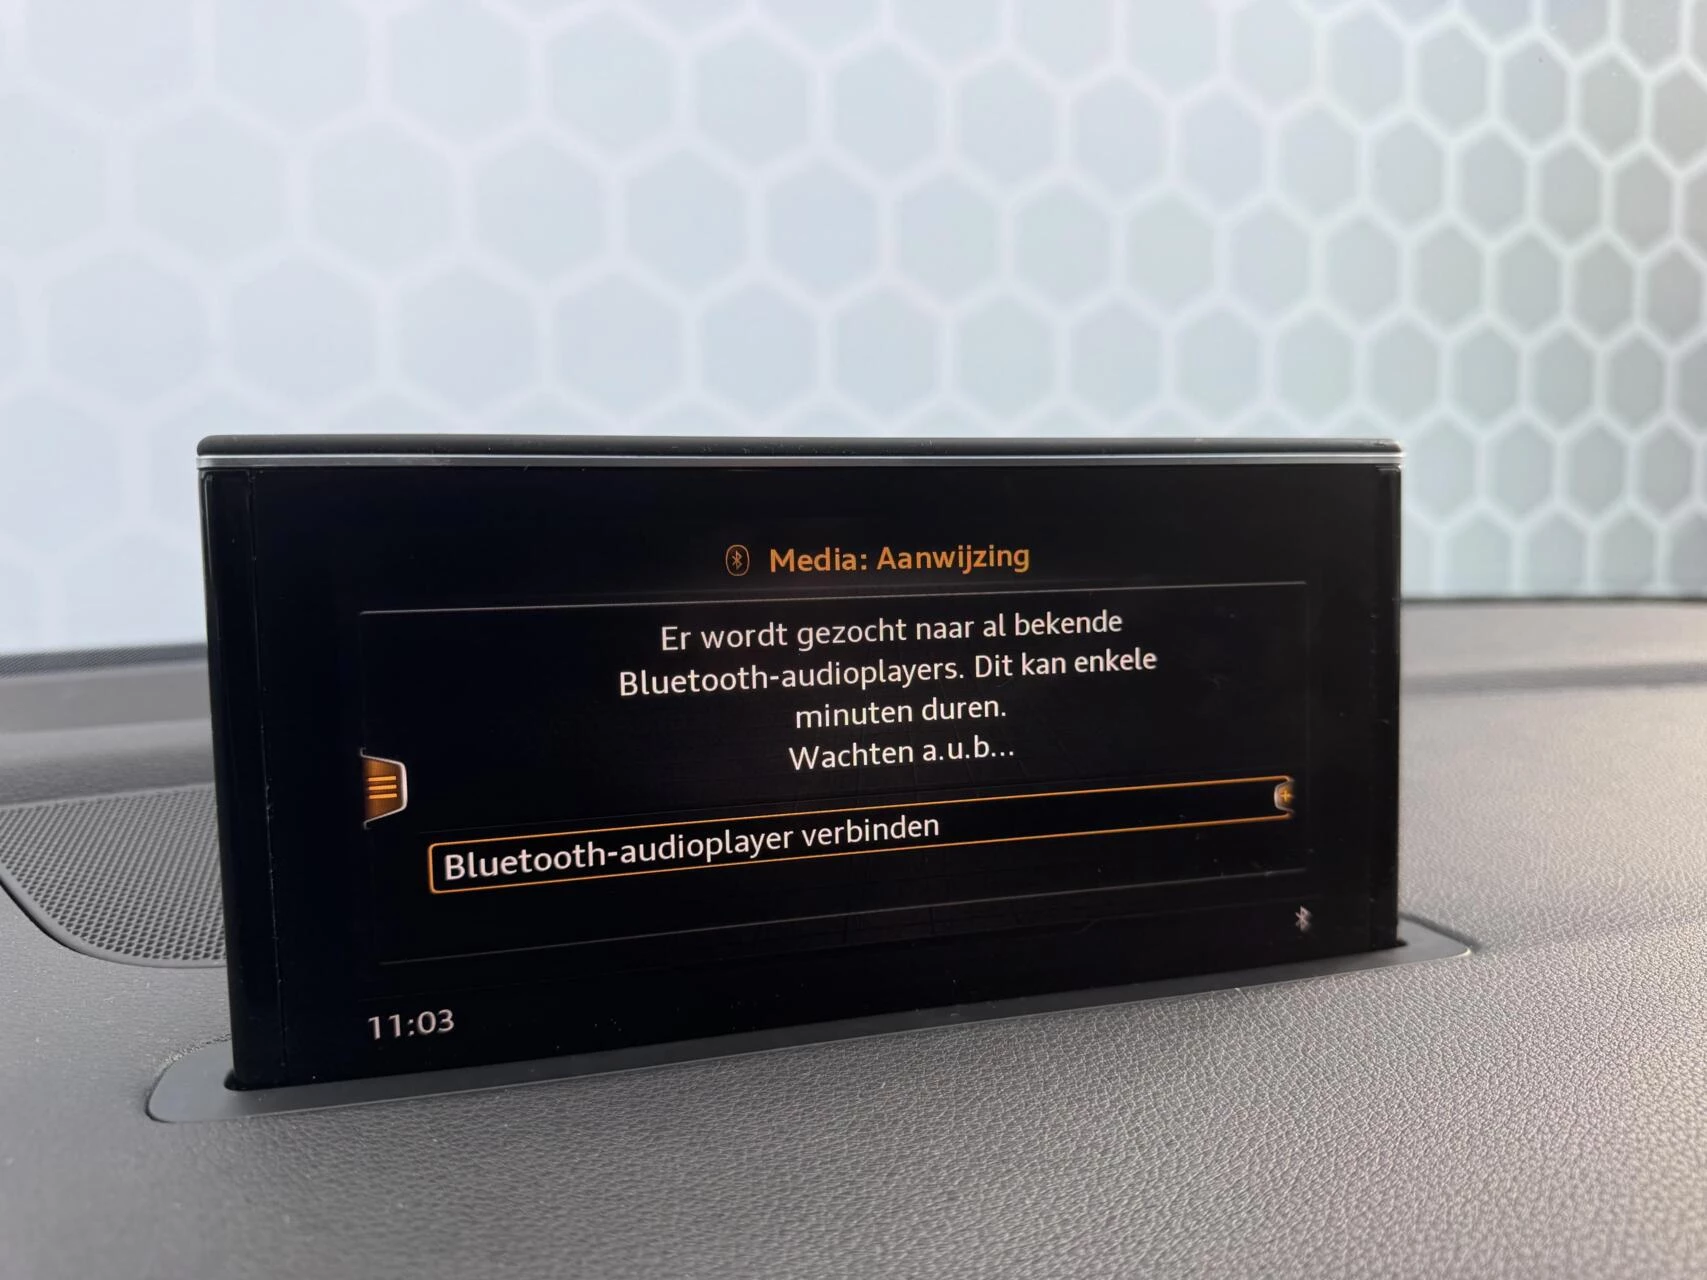 Media: Aanwijzing
Er wordt gezocht naar al bekende
Bluetooth-audioplayers. Dit kan enkele
minuten duren.
Wachten a.u.b...
Bluetooth-audioplayer verbinden
11:03